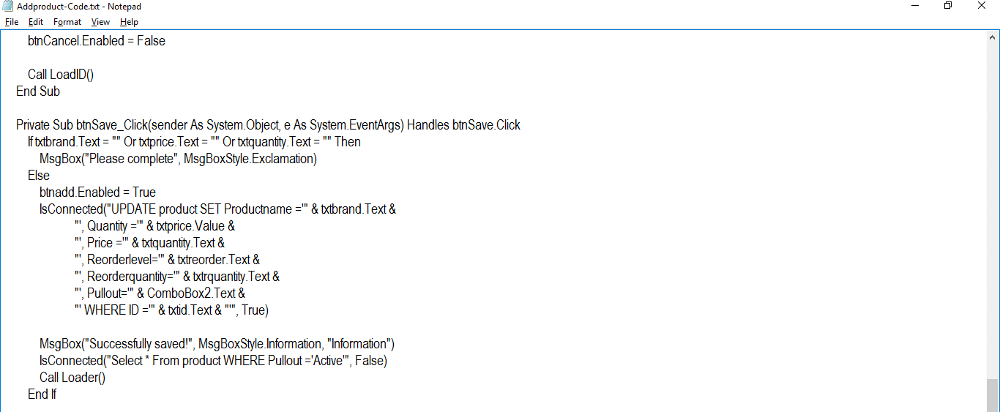 Addproduct-Code.txt - Notepad
File Edit Format View Help
btnCancel.Enabled = False
Call LoadID()
End Sub
Private Sub btnSave_Click(sender As System.Object, e As System.EventArgs) Handles btnSave.Click
If txtbrand.Text = "" Or txtprice.Text = "" Or txtquantity.Text = "" Then
MsgBox("Please complete", MsgBoxStyle.Exclamation)
Else
btnadd.Enabled = True
IsConnected("UPDATE product SET Productname ='" & txtbrand.Text &
"', Quantity ='" & txtprice.Value &
"', Price ='" & txtquantity.Text &
"', Reorderlevel='" & txtreorder.Text &
"', Reorderquantity='" & txtrquantity.Text &
"', Pullout='" & ComboBox2.Text &
"' WHERE ID ='" & txtid.Text & "'", True)
MsgBox("Successfully saved!", MsgBoxStyle.Information, "Information")
IsConnected("Select * From product WHERE Pullout ='Active'", False)
Call Loader()
End If